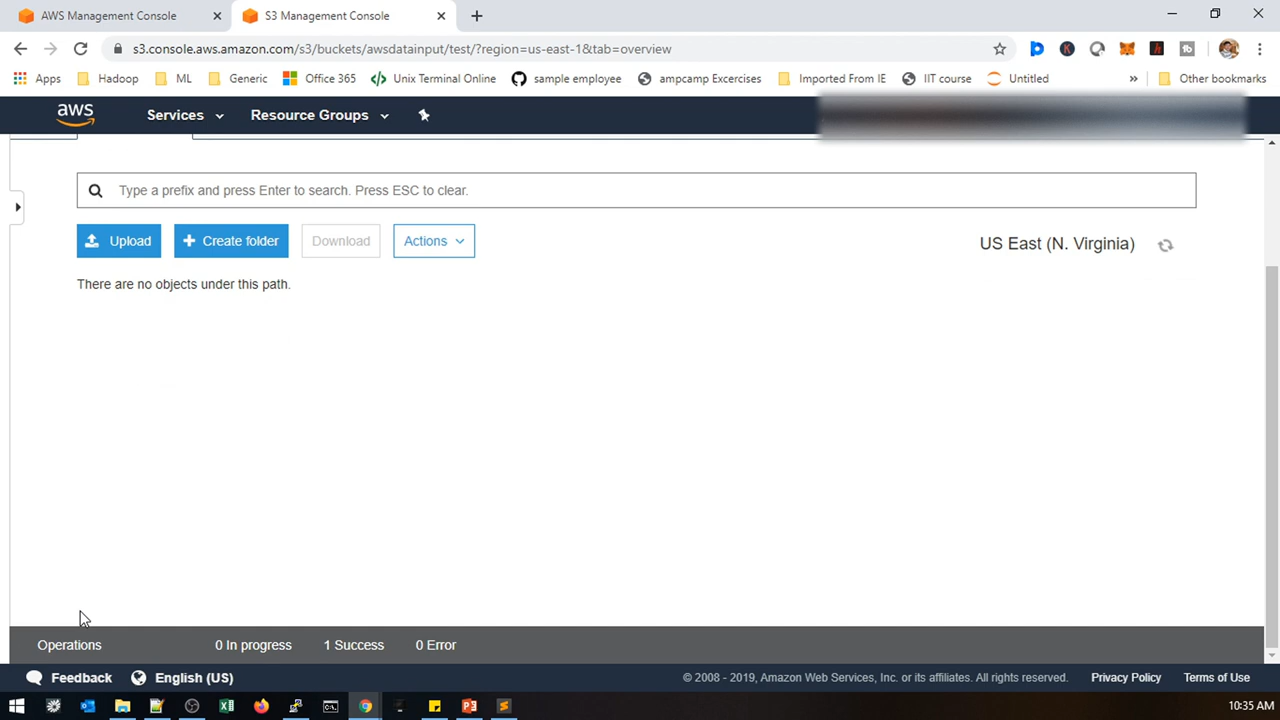 AWS Management Console
S3 Management Console
s3.console.aws.amazon.com/s3/buckets/awsdatainput/test/?region=us-east-1&tab=overview
Apps
Hadoop
ML
Generic
Office 365
Unix Terminal Online
sample employee
ampcamp Excercises
Imported From IE
IIT course
Untitled
»
Other bookmarks
aws
Services
Resource Groups
Type a prefix and press Enter to search. Press ESC to clear.
Upload
Create folder
Download
Actions
US East (N. Virginia)
There are no objects under this path.
Operations
0 In progress
1 Success
0 Error
Feedback
English (US)
© 2008 - 2019, Amazon Web Services, Inc. or its affiliates. All rights reserved.
Privacy Policy
Terms of Use
10:35 AM